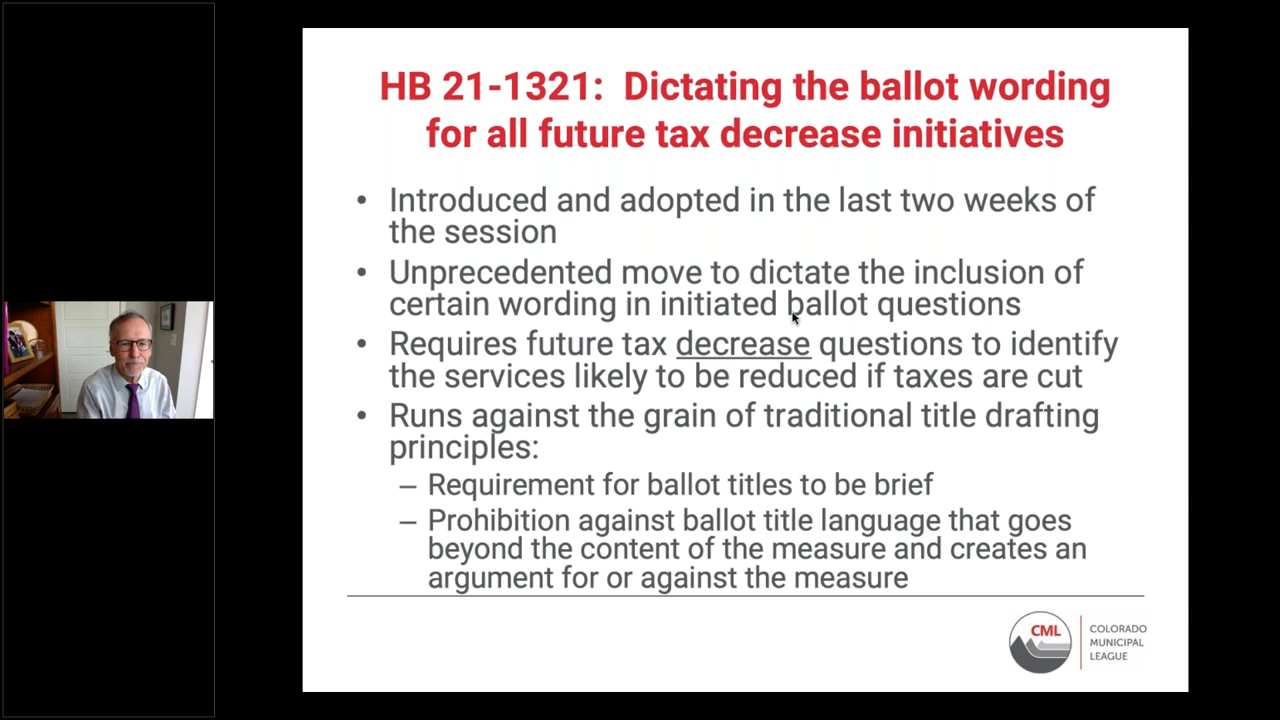 HB 21-1321:  Dictating the ballot wording
for all future tax decrease initiatives
• Introduced and adopted in the last two weeks of
the session
• Unprecedented move to dictate the inclusion of
certain wording in initiated ballot questions
• Requires future tax decrease questions to identify
the services likely to be reduced if taxes are cut
• Runs against the grain of traditional title drafting
principles:
– Requirement for ballot titles to be brief
– Prohibition against ballot title language that goes
beyond the content of the measure and creates an
argument for or against the measure
CML
COLORADO
MUNICIPAL
LEAGUE